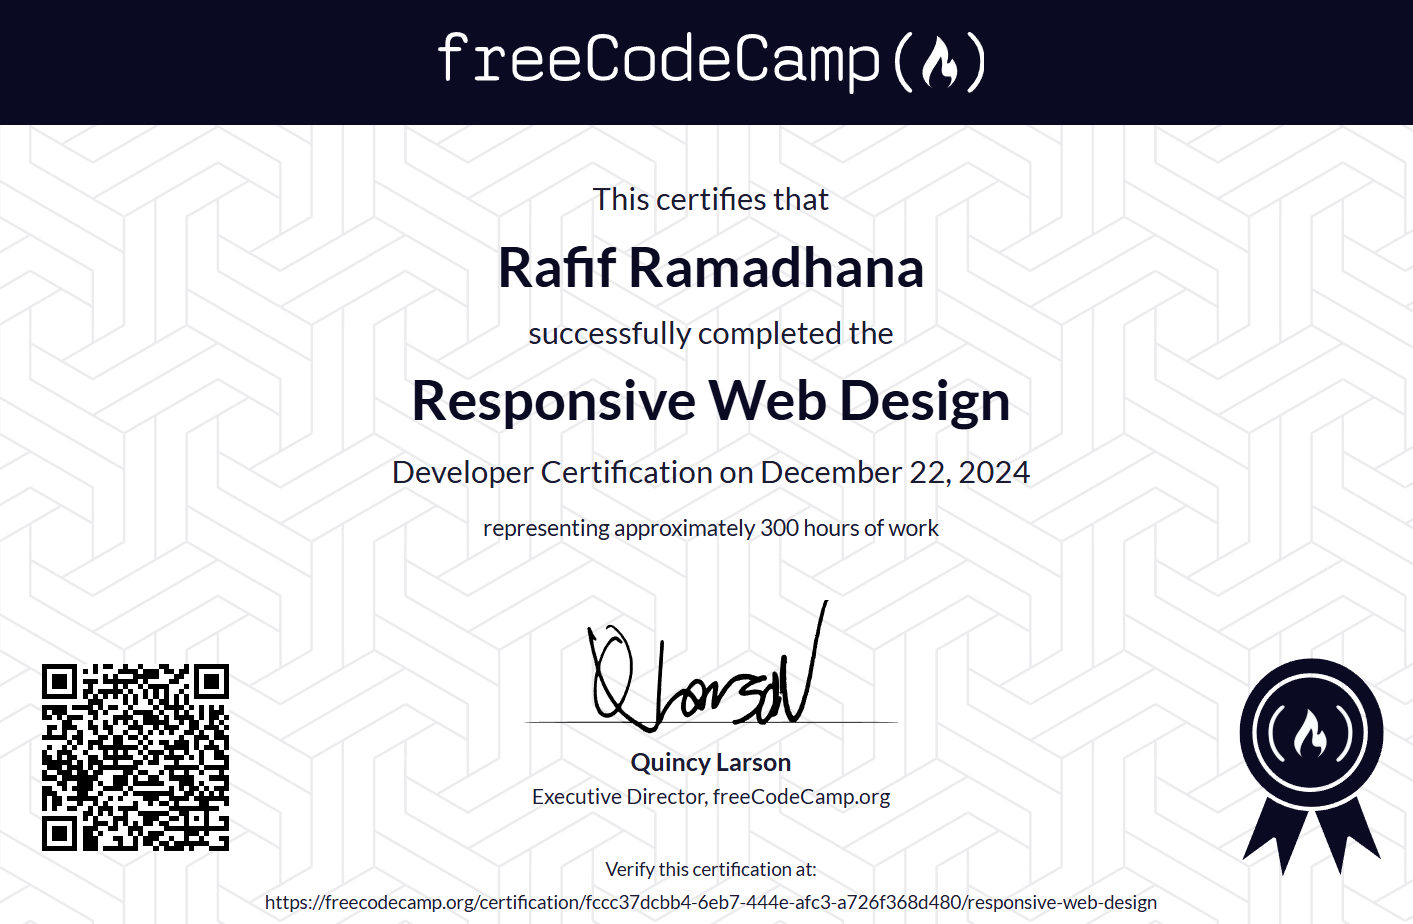 freeCodeCamp
This certifies that
Rafif Ramadhana
successfully completed the
Responsive Web Design
Developer Certification on December 22, 2024
representing approximately 300 hours of work
Quincy Larson
Executive Director, freeCodeCamp.org
Verify this certification at:
https://freecodecamp.org/certification/fccc37dcbb4-6eb7-444e-afc3-a726f368d480/responsive-web-design